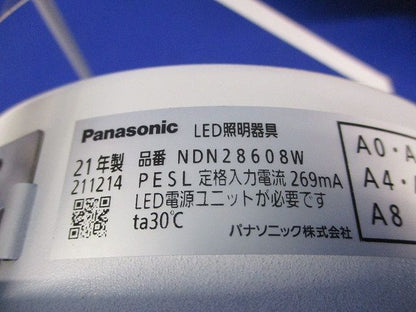 Panasonic LED照明器具
21年製 品番 NDN28608W
211214 PESL 定格入力電流 269mA
LED電源ユニットが必要です
ta30℃
パナソニック株式会社
A0・A
A4・A
A8